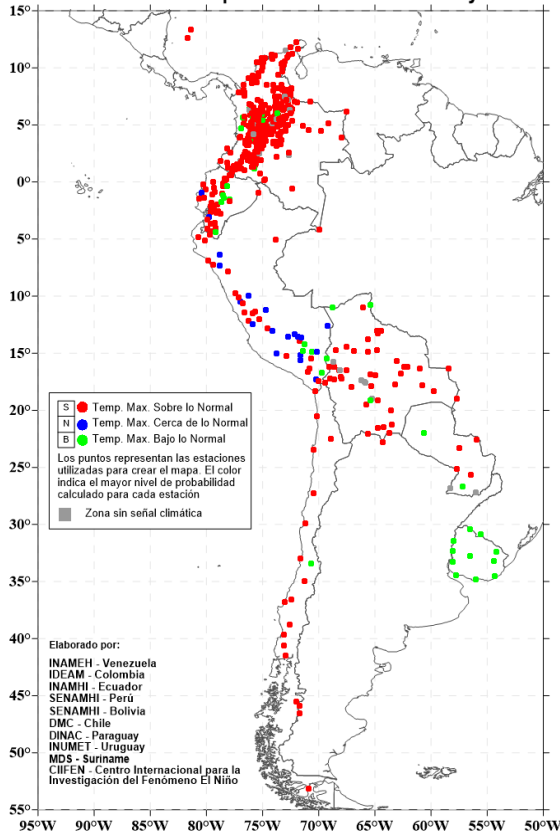 15°
10°
5°
0°
5°
10°
15°
20°
25°
30°
35°
40°
45°
50°
55°
S Temp. Max. Sobre lo Normal
N Temp. Max. Cerca de lo Normal
B Temp. Max. Bajo lo Normal
Los puntos representan las estaciones
utilizadas para crear el mapa. El color
indica el mayor nivel de probabilidad
calculado para cada estación
Zona sin señal climática
Elaborado por:
INAMEH - Venezuela
IDEAM - Colombia
INAMHI - Ecuador
SENAMHI - Perú
SENAMHI - Bolivia
DMC - Chile
DINAC - Paraguay
INUMET - Uruguay
MDS - Suriname
CIIFEN - Centro Internacional para la
Investigación del Fenómeno El Niño
95°W 90°W 85°W 80°W 75°W 70°W 65°W 60°W 55°W 50°W